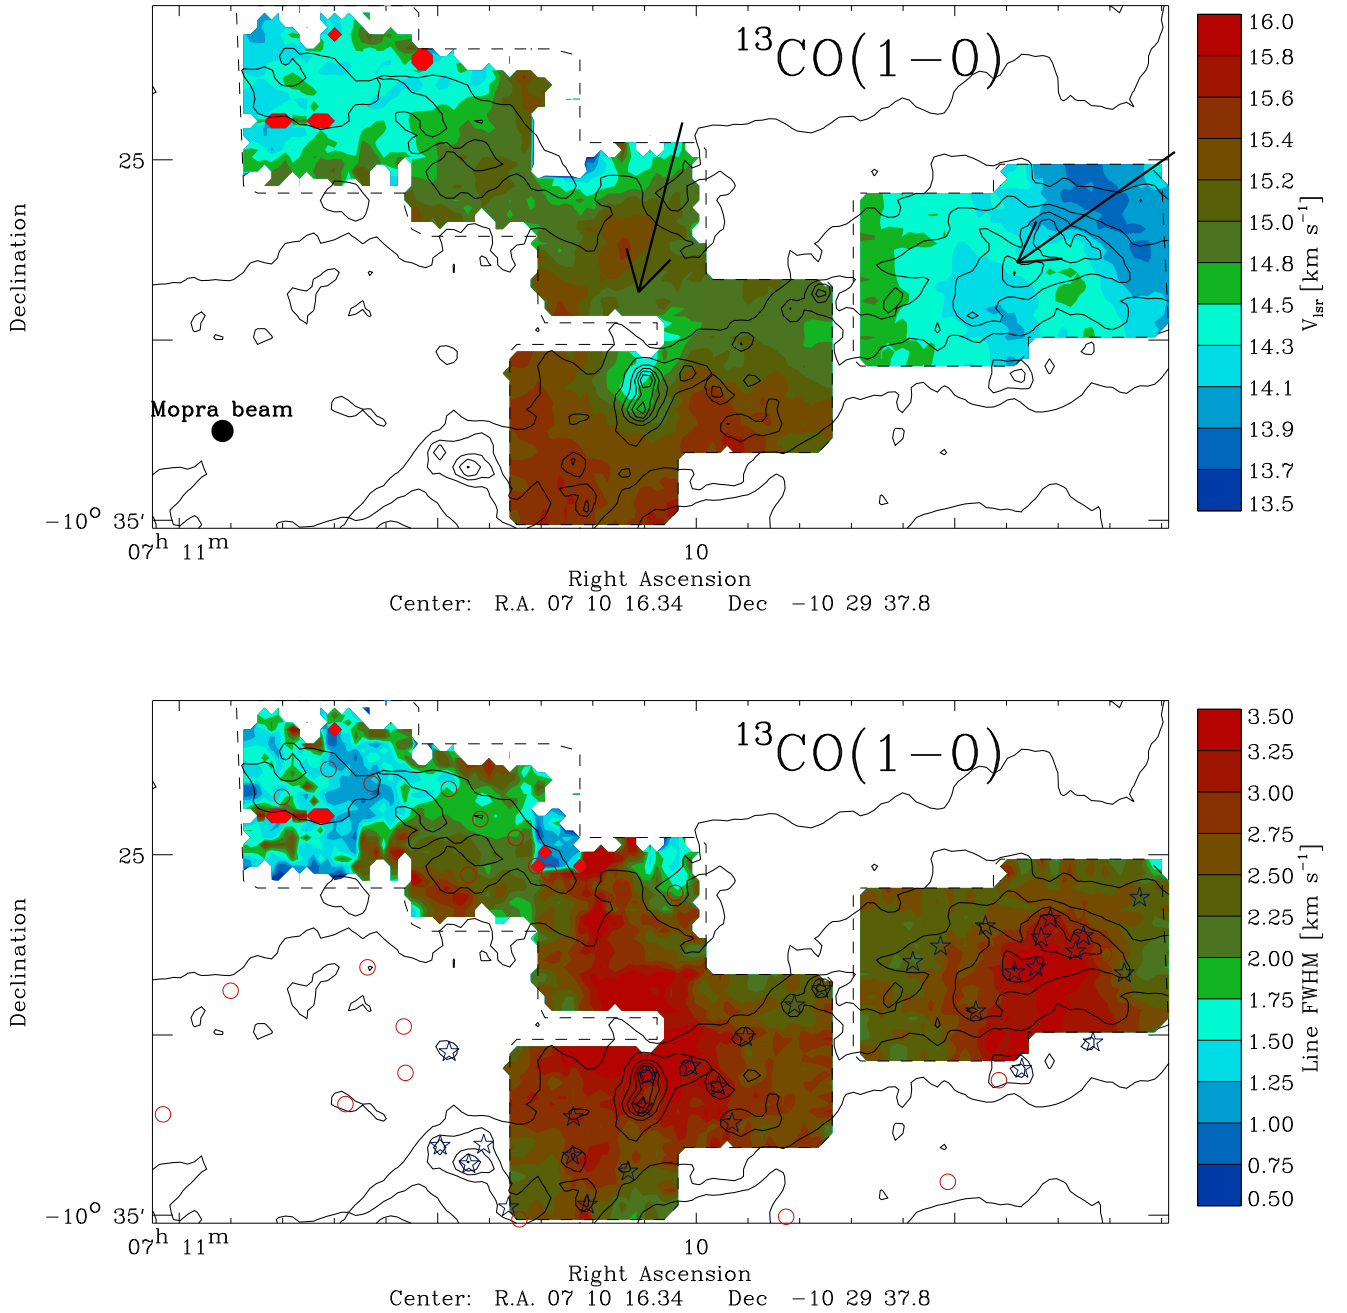 ¹³CO(1−0)
Declination
25
−10° 35′
Mopra beam
07ʰ 11ᵐ
10
Right Ascension
Center: R.A. 07 10 16.34 Dec −10 29 37.8
16.0
15.8
15.6
15.4
15.2
15.0
14.8
14.5
14.3
14.1
13.9
13.7
13.5
V_lsr [km s⁻¹]
¹³CO(1−0)
Declination
25
−10° 35′
07ʰ 11ᵐ
10
Right Ascension
Center: R.A. 07 10 16.34 Dec −10 29 37.8
3.50
3.25
3.00
2.75
2.50
2.25
2.00
1.75
1.50
1.25
1.00
0.75
0.50
Line FWHM [km s⁻¹]